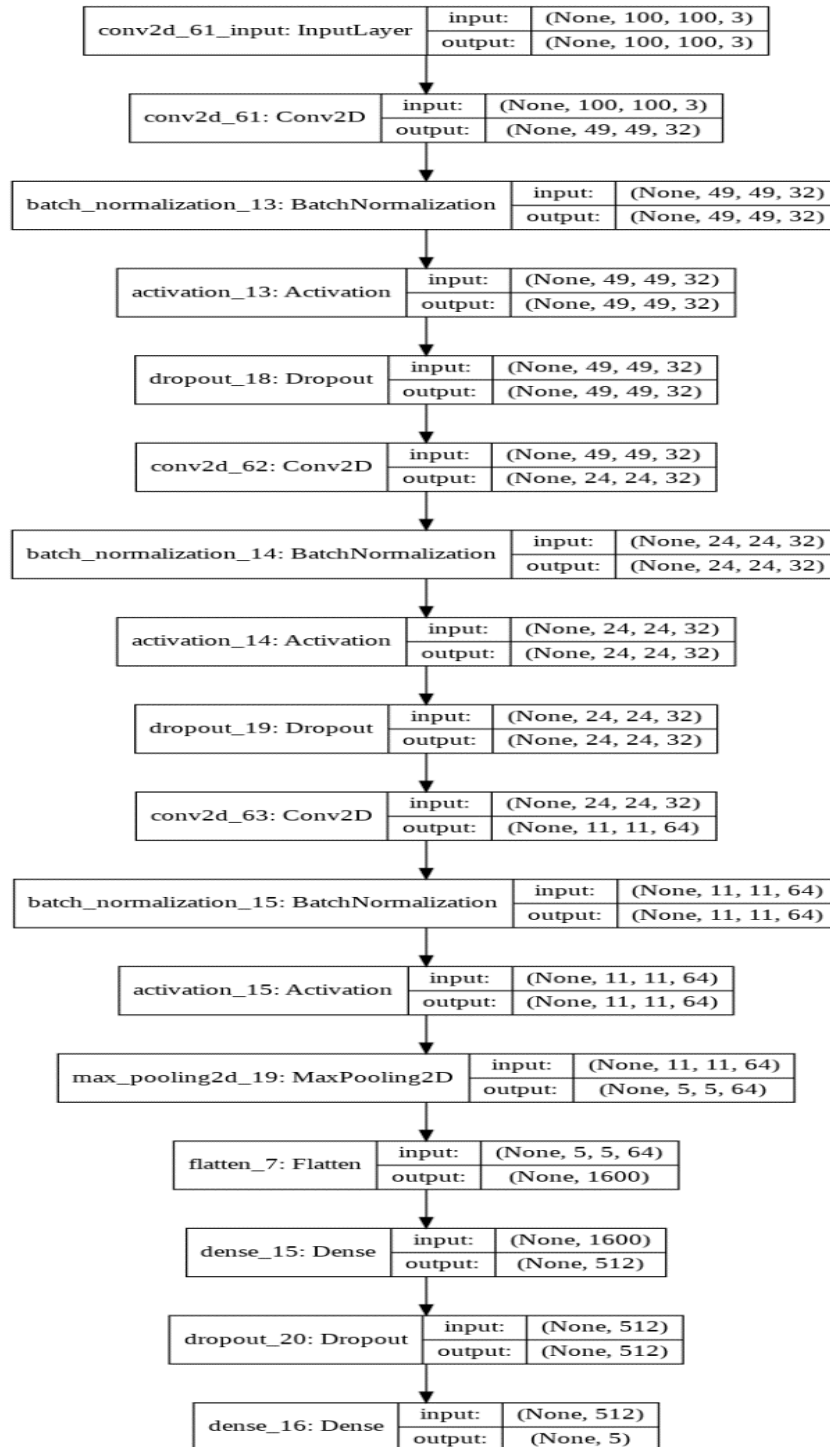 conv2d_61_input: InputLayer input: (None, 100, 100, 3)
output: (None, 100, 100, 3)
conv2d_61: Conv2D input: (None, 100, 100, 3)
output: (None, 49, 49, 32)
batch_normalization_13: BatchNormalization input: (None, 49, 49, 32)
output: (None, 49, 49, 32)
activation_13: Activation input: (None, 49, 49, 32)
output: (None, 49, 49, 32)
dropout_18: Dropout input: (None, 49, 49, 32)
output: (None, 49, 49, 32)
conv2d_62: Conv2D input: (None, 49, 49, 32)
output: (None, 24, 24, 32)
batch_normalization_14: BatchNormalization input: (None, 24, 24, 32)
output: (None, 24, 24, 32)
activation_14: Activation input: (None, 24, 24, 32)
output: (None, 24, 24, 32)
dropout_19: Dropout input: (None, 24, 24, 32)
output: (None, 24, 24, 32)
conv2d_63: Conv2D input: (None, 24, 24, 32)
output: (None, 11, 11, 64)
batch_normalization_15: BatchNormalization input: (None, 11, 11, 64)
output: (None, 11, 11, 64)
activation_15: Activation input: (None, 11, 11, 64)
output: (None, 11, 11, 64)
max_pooling2d_19: MaxPooling2D input: (None, 11, 11, 64)
output: (None, 5, 5, 64)
flatten_7: Flatten input: (None, 5, 5, 64)
output: (None, 1600)
dense_15: Dense input: (None, 1600)
output: (None, 512)
dropout_20: Dropout input: (None, 512)
output: (None, 512)
dense_16: Dense input: (None, 512)
output: (None, 5)